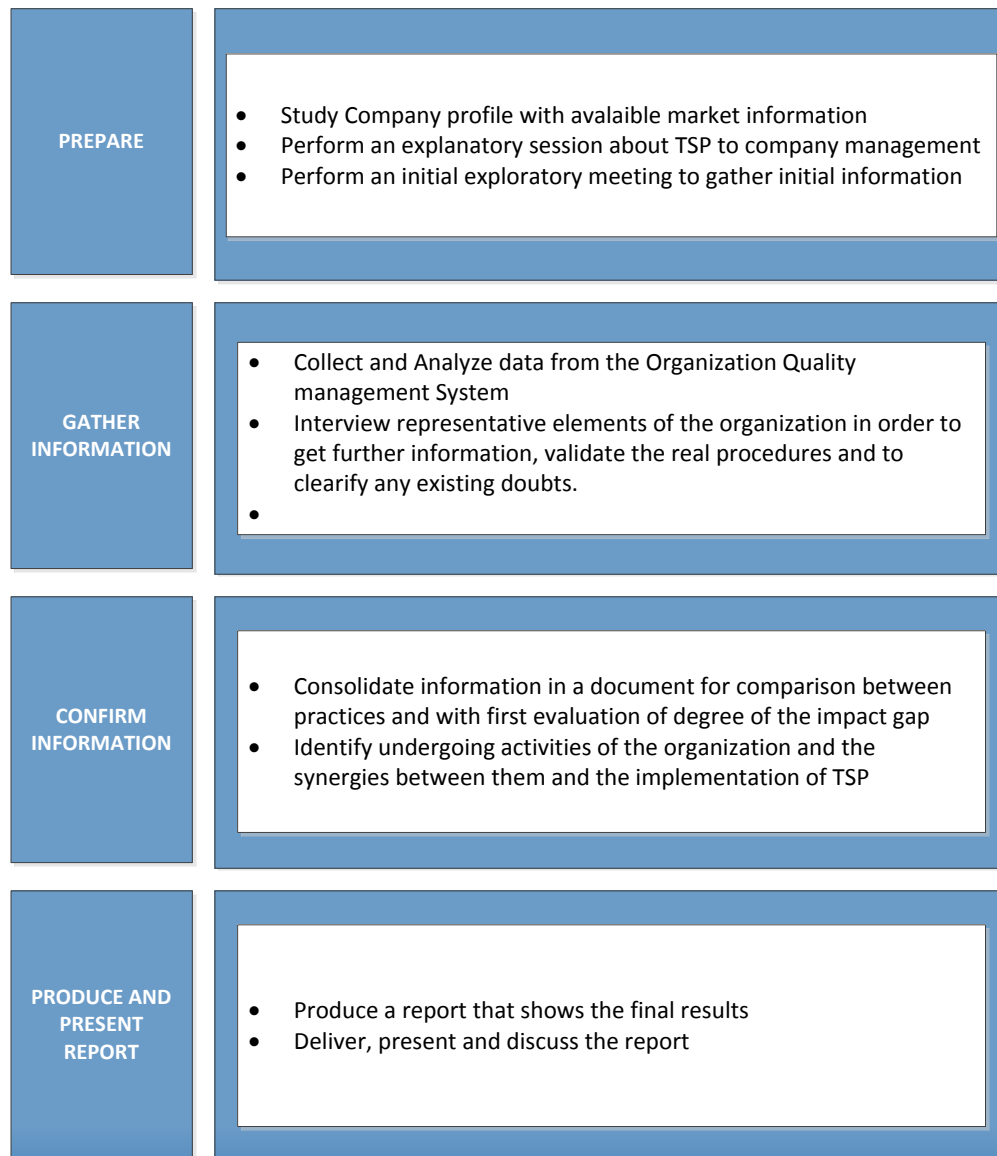 PREPARE
• Study Company profile with avalaible market information
• Perform an explanatory session about TSP to company management
• Perform an initial exploratory meeting to gather initial information
GATHER
INFORMATION
• Collect and Analyze data from the Organization Quality
management System
• Interview representative elements of the organization in order to
get further information, validate the real procedures and to
clearify any existing doubts.
•
CONFIRM
INFORMATION
• Consolidate information in a document for comparison between
practices and with first evaluation of degree of the impact gap
• Identify undergoing activities of the organization and the
synergies between them and the implementation of TSP
PRODUCE AND
PRESENT
REPORT
• Produce a report that shows the final results
• Deliver, present and discuss the report